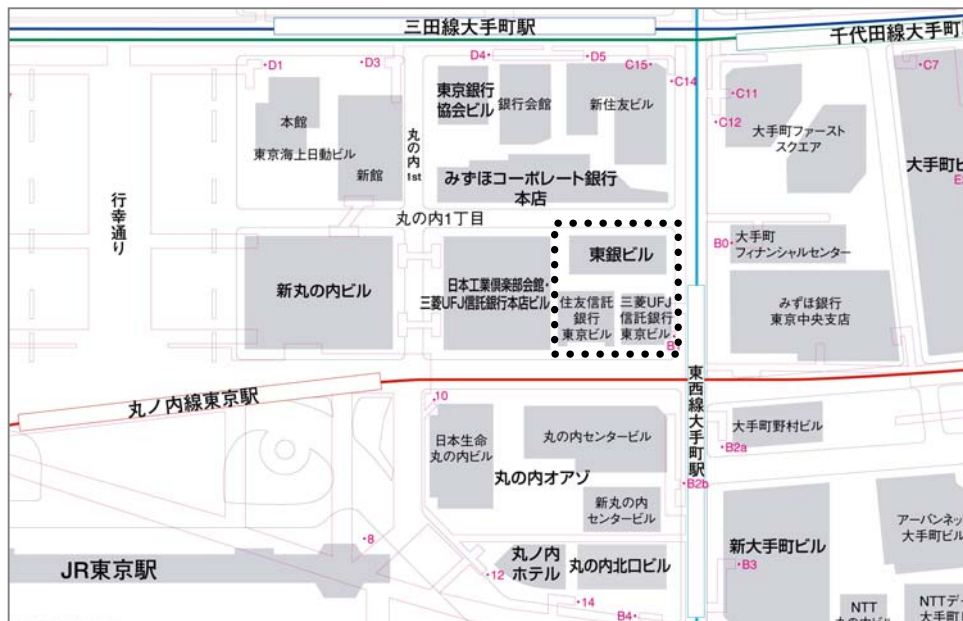 三田線大手町駅
千代田線大手町
D1
D3
D4
D5
C15
C14
C7
C11
C12
本館
東京海上日動ビル
新館
丸の内
1st
東京銀行
協会ビル
銀行会館
新住友ビル
大手町ファースト
スクエア
大手町ビ
みずほコーポレート銀行
本店
行幸通り
丸の内1丁目
新丸の内ビル
日本工業倶楽部会館・
三菱UFJ信託銀行本店ビル
東銀ビル
住友信託
銀行
東京ビル
三菱UFJ
信託銀行
東京ビル
B0
大手町
フィナンシャルセンター
みずほ銀行
東京中央支店
丸ノ内線東京駅
東西線大手町駅
10
日本生命
丸の内ビル
丸の内センタービル
大手町野村ビル
B2a
丸の内オアゾ
B2b
新丸の内
センタービル
8
JR東京駅
12
丸ノ内
ホテル
丸の内北口ビル
14
B4
新大手町ビル
B3
アーバンネッ
大手町ビル
NTT
NTTデー